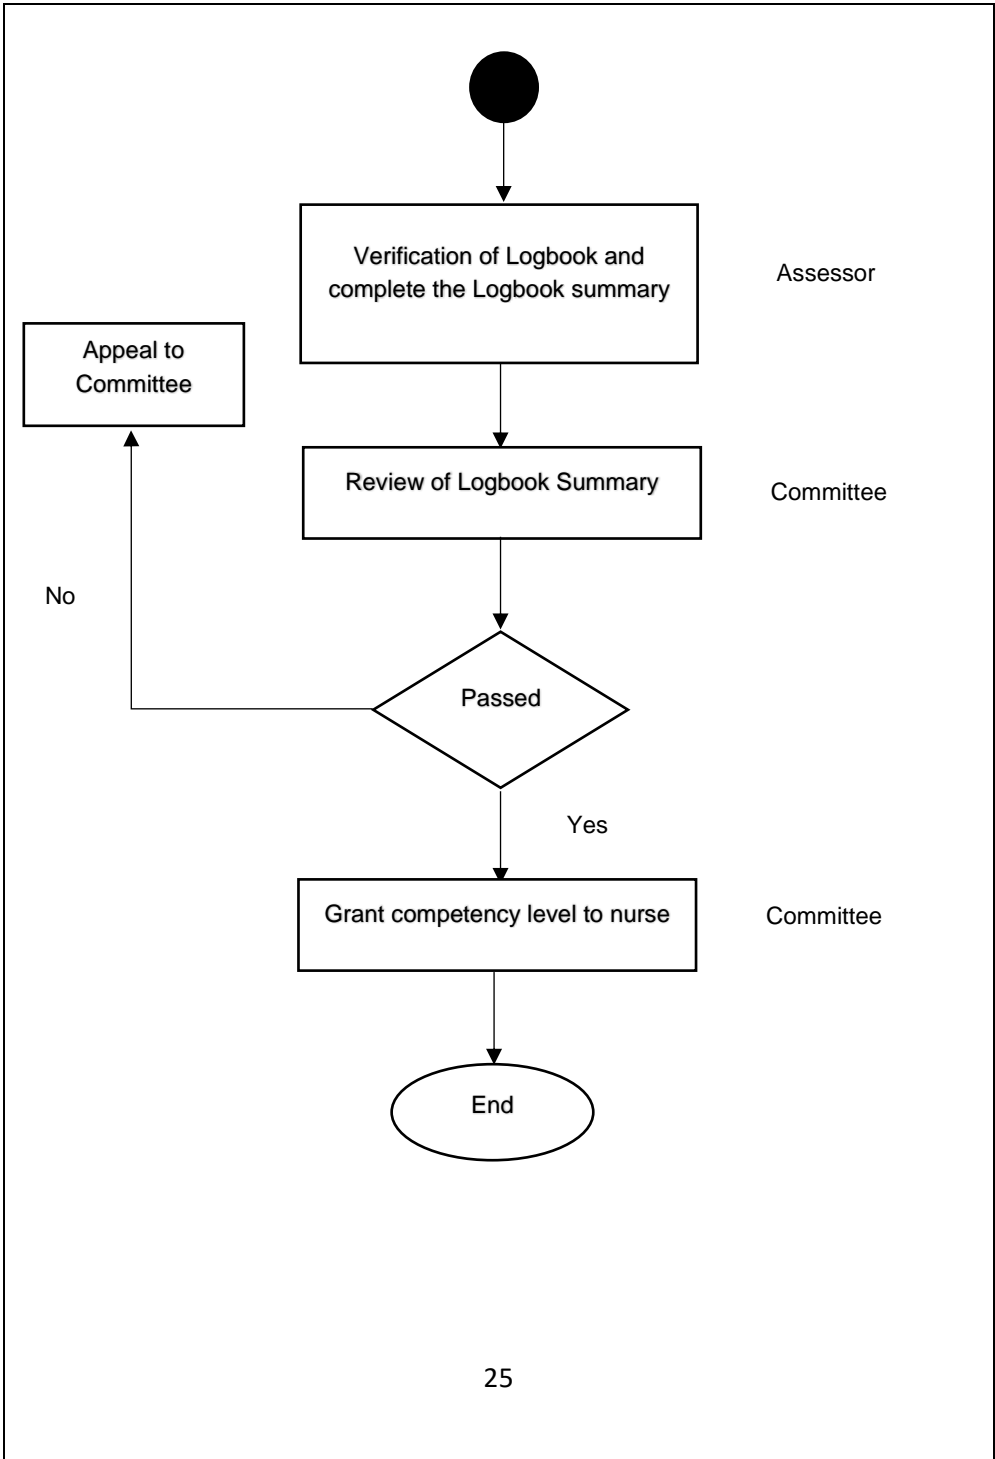 Verification of Logbook and
complete the Logbook summary
Assessor
Appeal to
Committee
Review of Logbook Summary
Committee
No
Passed
Yes
Grant competency level to nurse
Committee
End
25